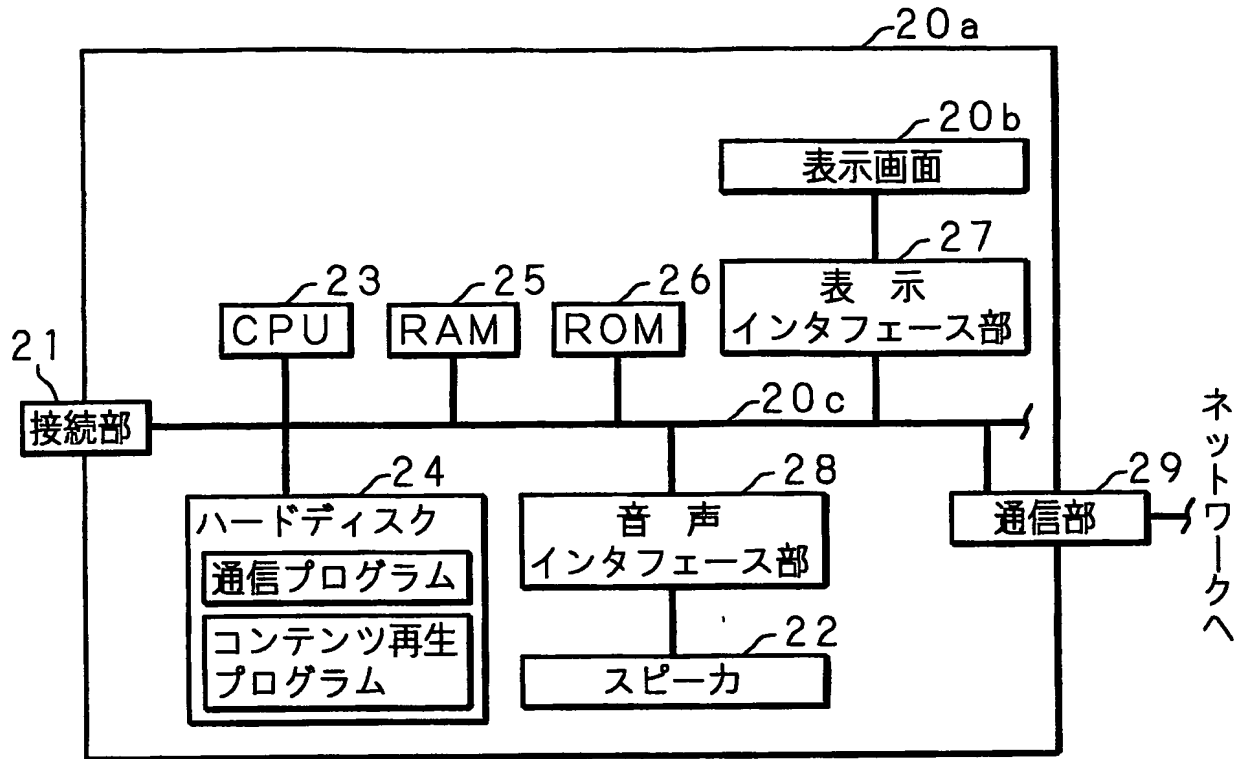 20a
20b
表示画面
27
表 示
インタフェース部
23
CPU
25
RAM
26
ROM
21
接続部
20c
24
ハードディスク
通信プログラム
コンテンツ再生
プログラム
28
音 声
インタフェース部
22
スピーカ
29
通信部
ネットワークへ